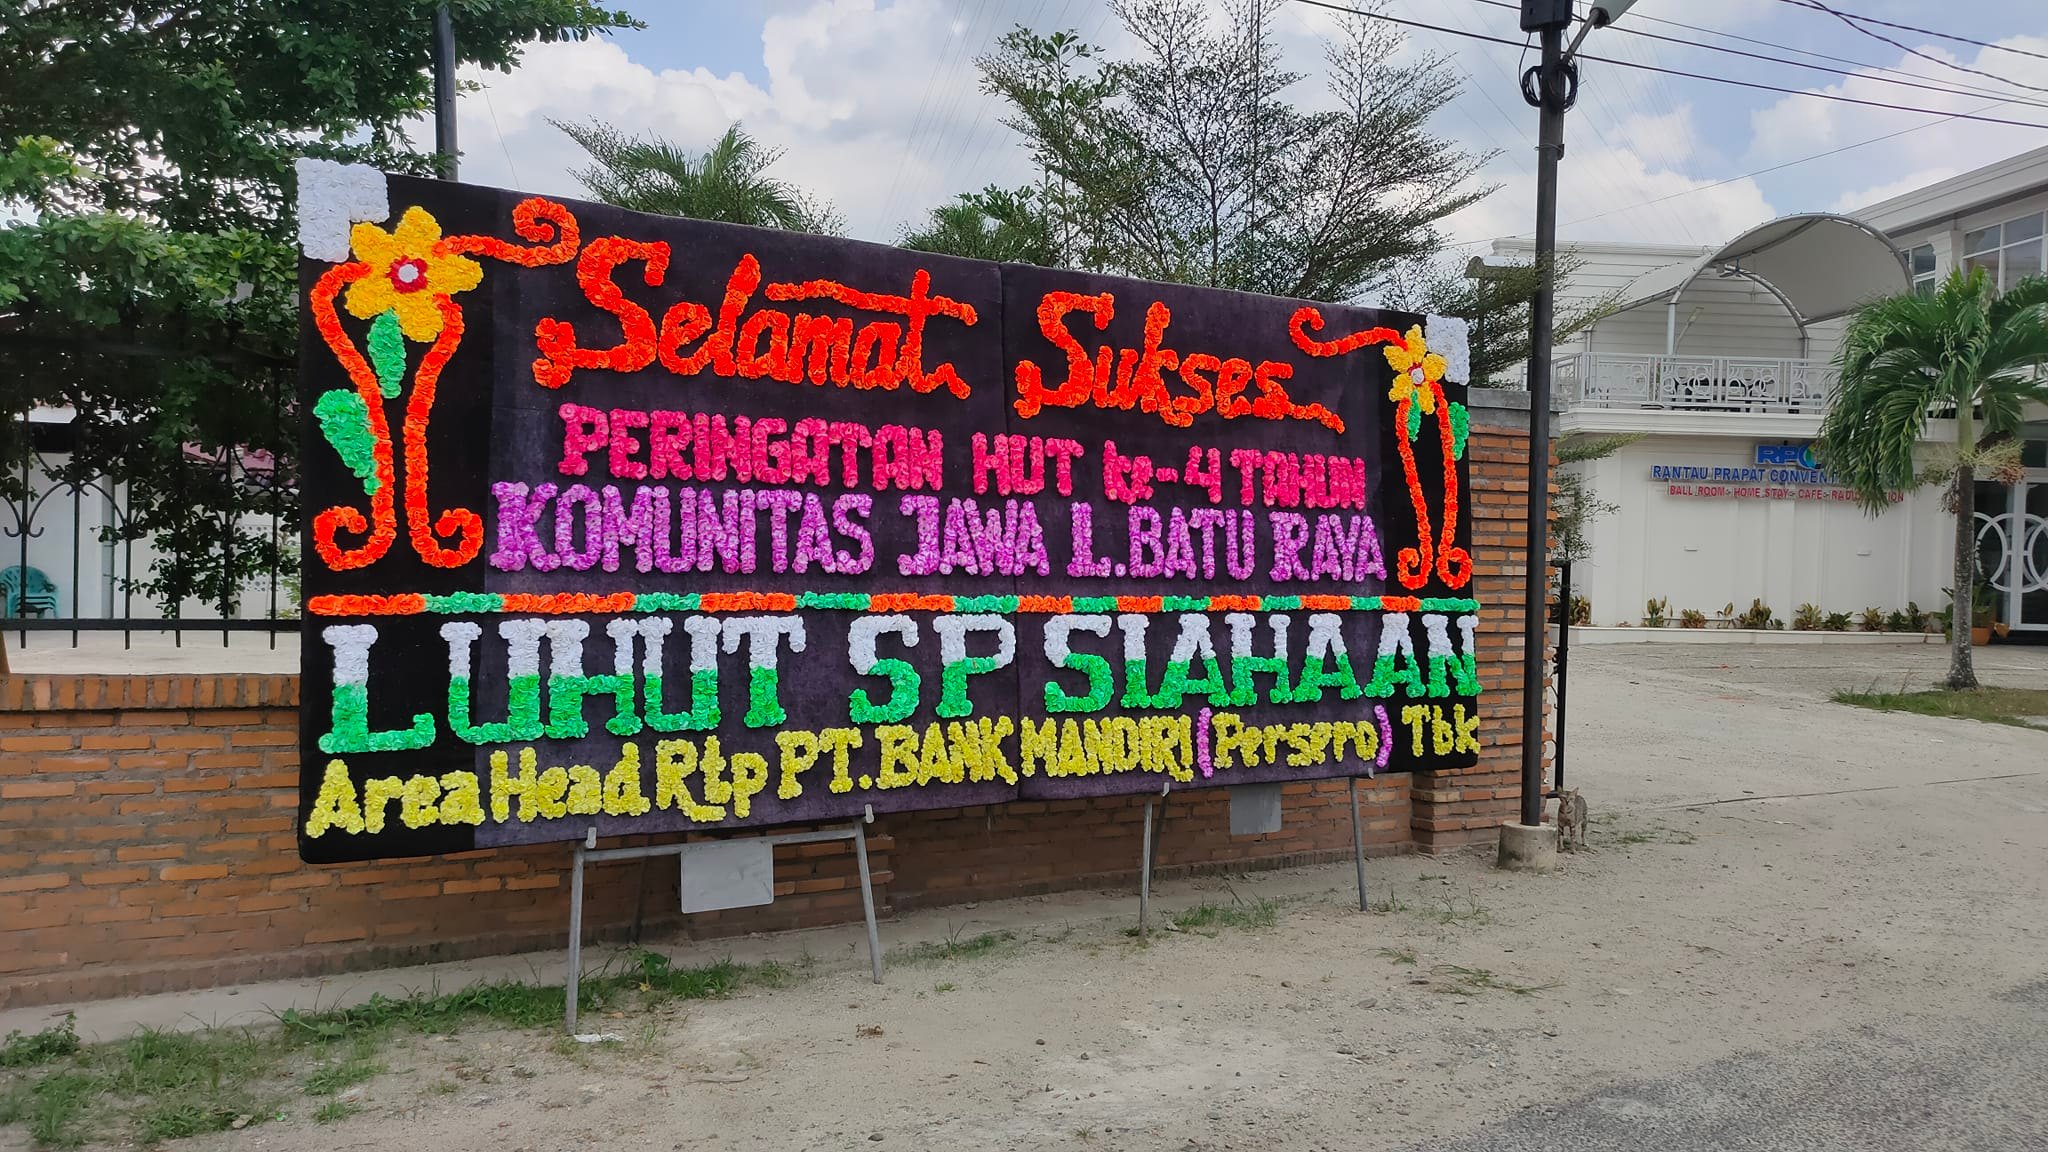 Selamat Sukses
PERINGATAN HUT ke-4 TAHUN
KOMUNITAS JAWA L.BATU RAYA
LUHUT SP SIAHAAN
Area Head Rtp PT.BANK MANDIRI (Persero) Tbk
RPC
RANTAU PRAPAT
BALL ROOM HOME STAY CAFE